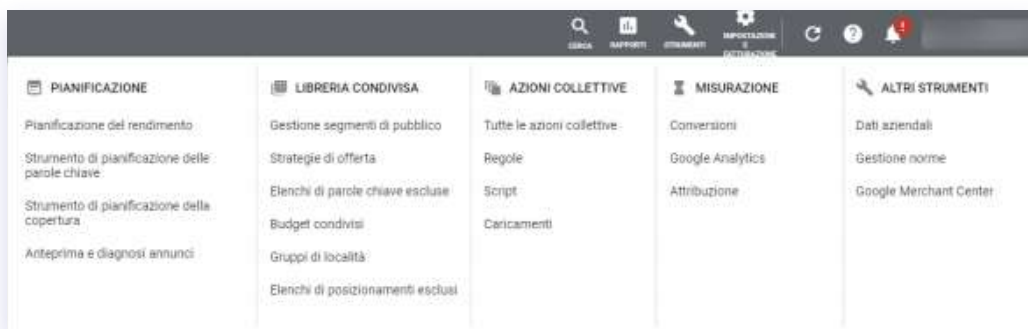 CERCA
RAPPORTI
STRUMENTI
IMPOSTAZIONI
E
FATTURAZIONE
PIANIFICAZIONE
Pianificazione del rendimento
Strumento di pianificazione delle
parole chiave
Strumento di pianificazione della
copertura
Anteprima e diagnosi annunci
LIBRERIA CONDIVISA
Gestione segmenti di pubblico
Strategie di offerta
Elenchi di parole chiave escluse
Budget condivisi
Gruppi di località
Elenchi di posizionamenti esclusi
AZIONI COLLETTIVE
Tutte le azioni collettive
Regole
Script
Caricamenti
MISURAZIONE
Conversioni
Google Analytics
Attribuzione
ALTRI STRUMENTI
Dati aziendali
Gestione norme
Google Merchant Center